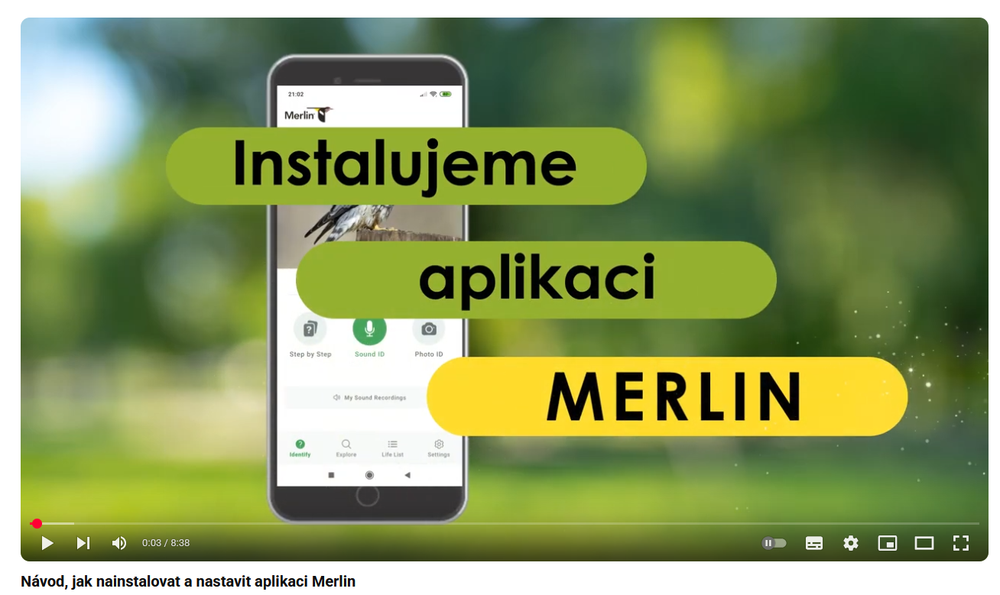 21:02
Merlin
Instalujeme
aplikaci
Step by Step
Sound ID
Photo ID
MERLIN
My Sound Recordings
Identify
Explore
Life List
Settings
0:03 / 8:38
Návod, jak nainstalovat a nastavit aplikaci Merlin